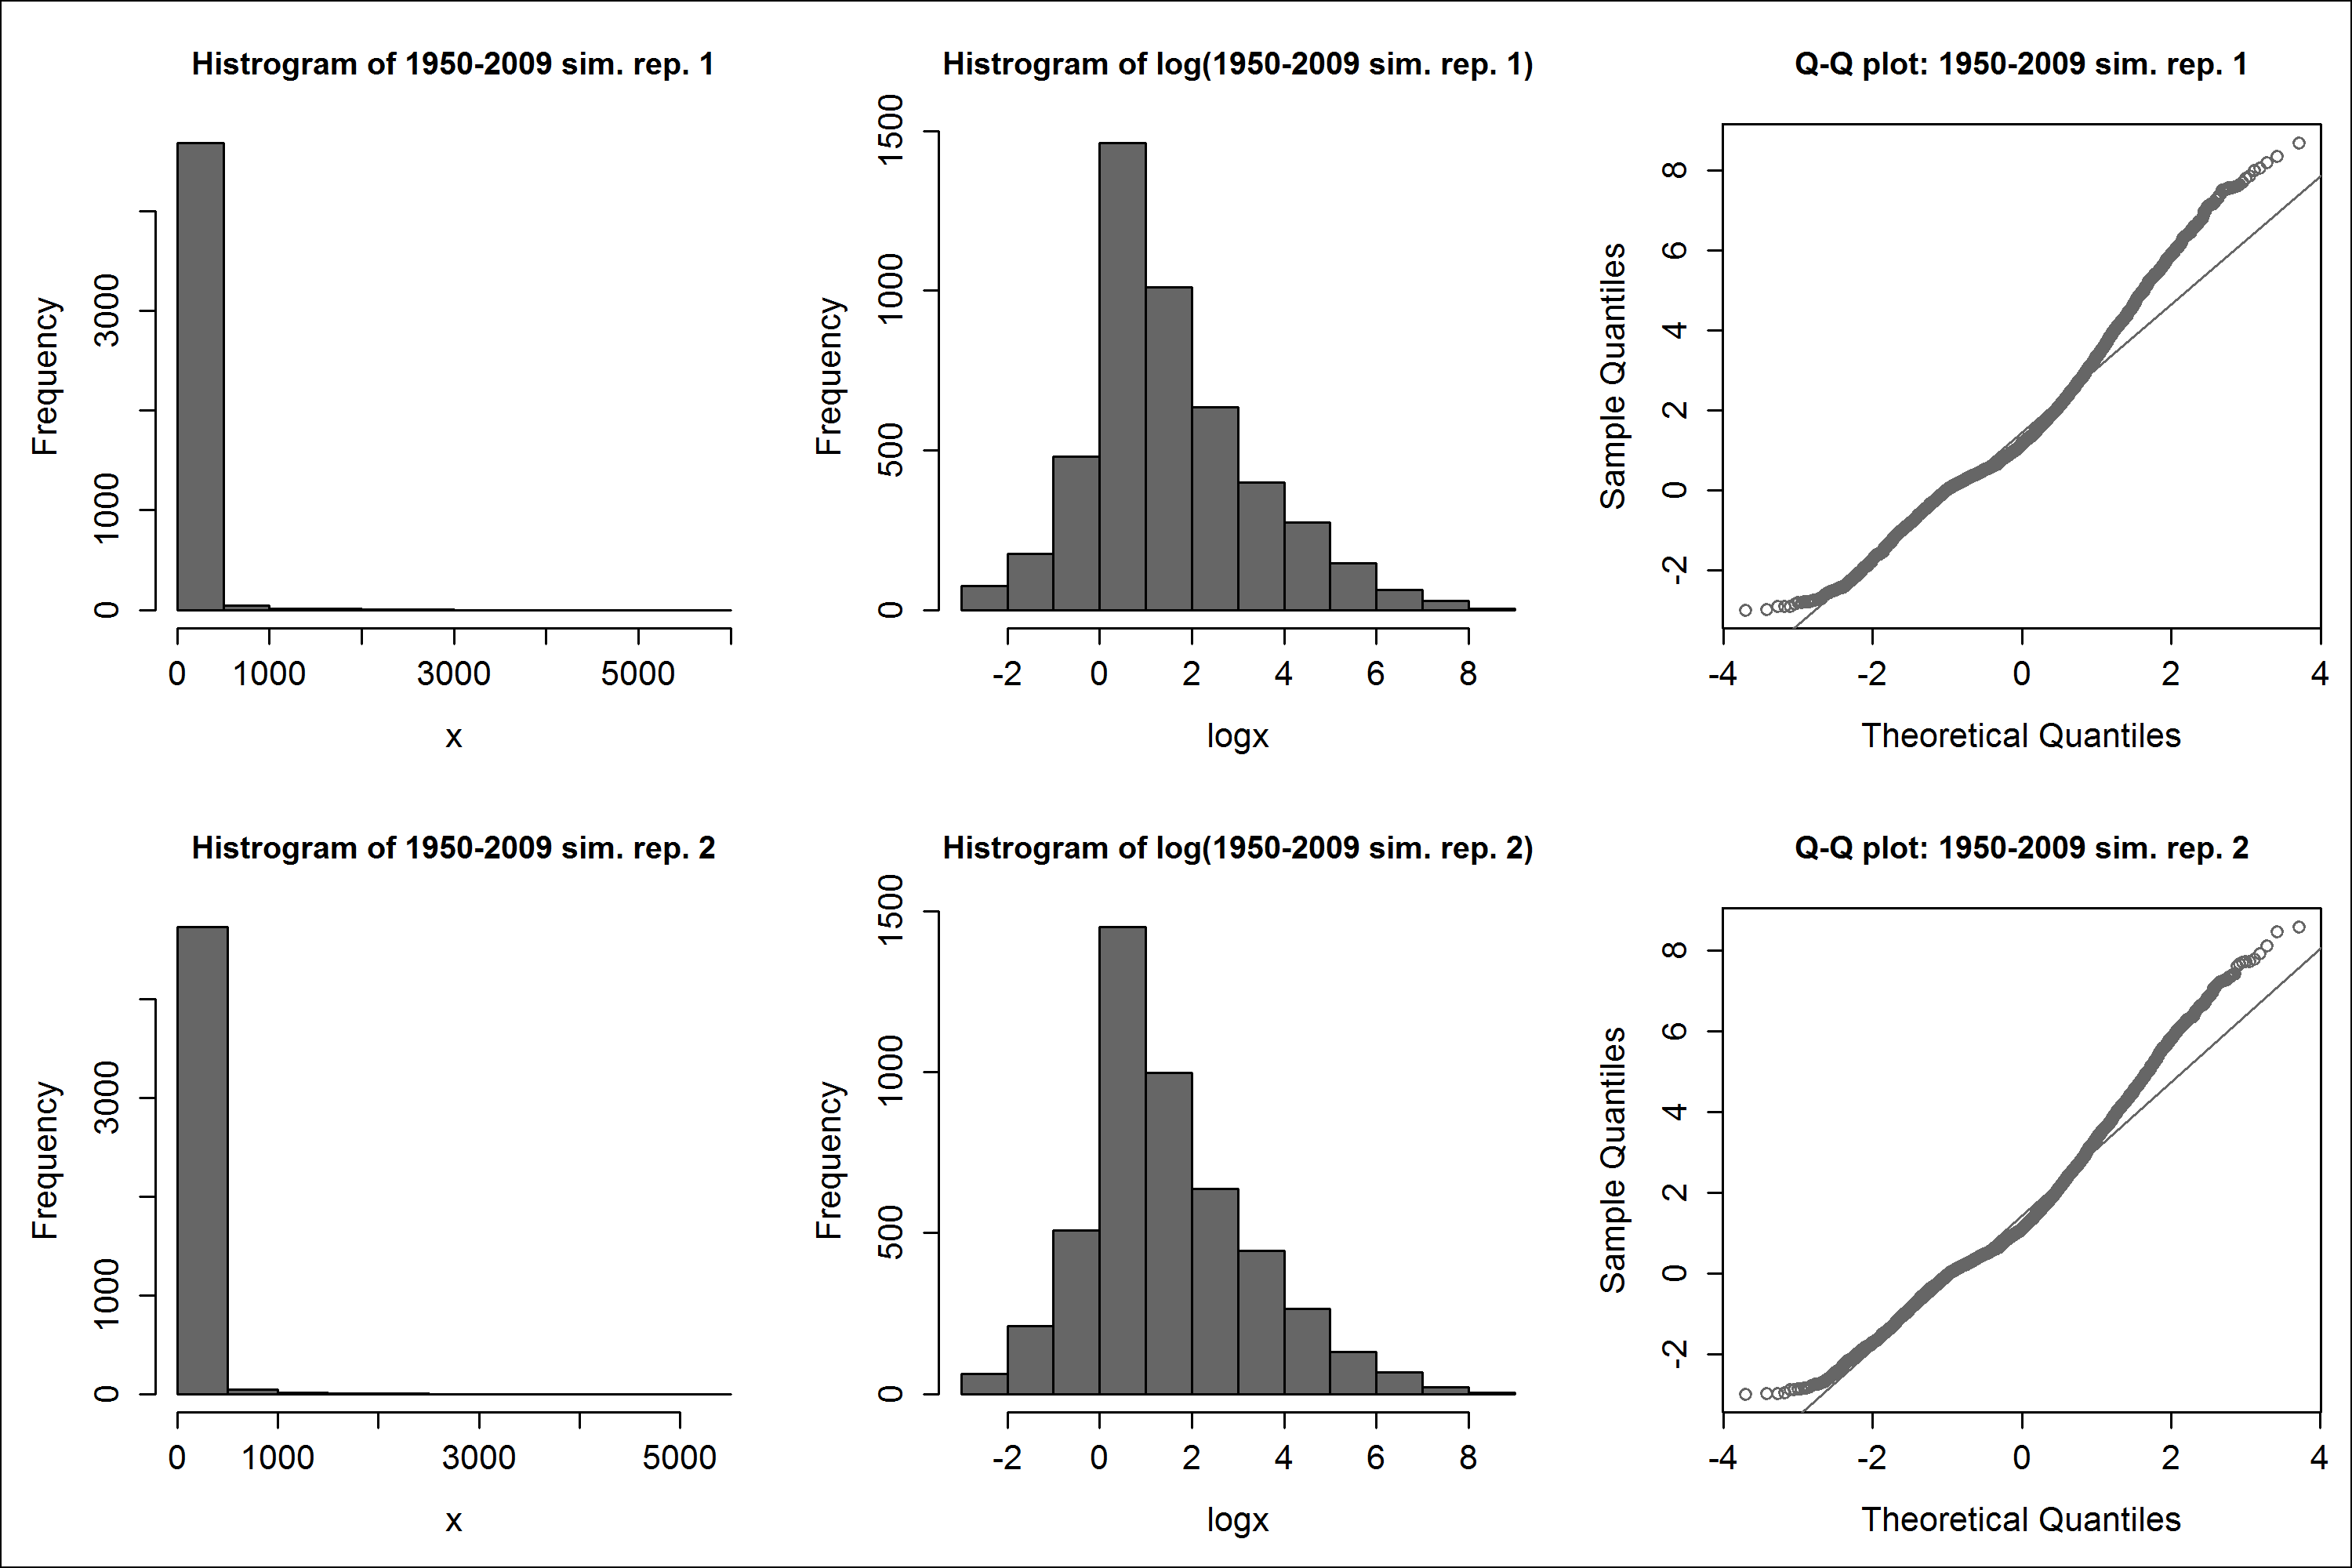 Histrogram of 1950-2009 sim. rep. 1
Frequency
0 1000 3000
0 1000 3000 5000
x
Histrogram of log(1950-2009 sim. rep. 1)
Frequency
0 500 1000 1500
-2 0 2 4 6 8
logx
Q-Q plot: 1950-2009 sim. rep. 1
Sample Quantiles
-2 0 2 4 6 8
-4 -2 0 2 4
Theoretical Quantiles
Histrogram of 1950-2009 sim. rep. 2
Frequency
0 1000 3000
0 1000 3000 5000
x
Histrogram of log(1950-2009 sim. rep. 2)
Frequency
0 500 1000 1500
-2 0 2 4 6 8
logx
Q-Q plot: 1950-2009 sim. rep. 2
Sample Quantiles
-2 0 2 4 6 8
-4 -2 0 2 4
Theoretical Quantiles